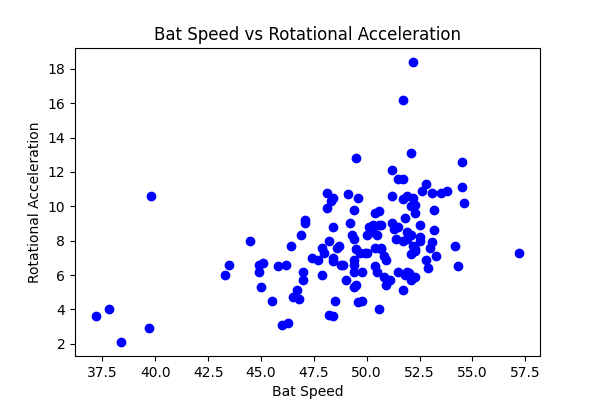 Bat Speed vs Rotational Acceleration
18
16
14
12
10
8
6
4
2
Rotational Acceleration
37.5 40.0 42.5 45.0 47.5 50.0 52.5 55.0 57.5
Bat Speed